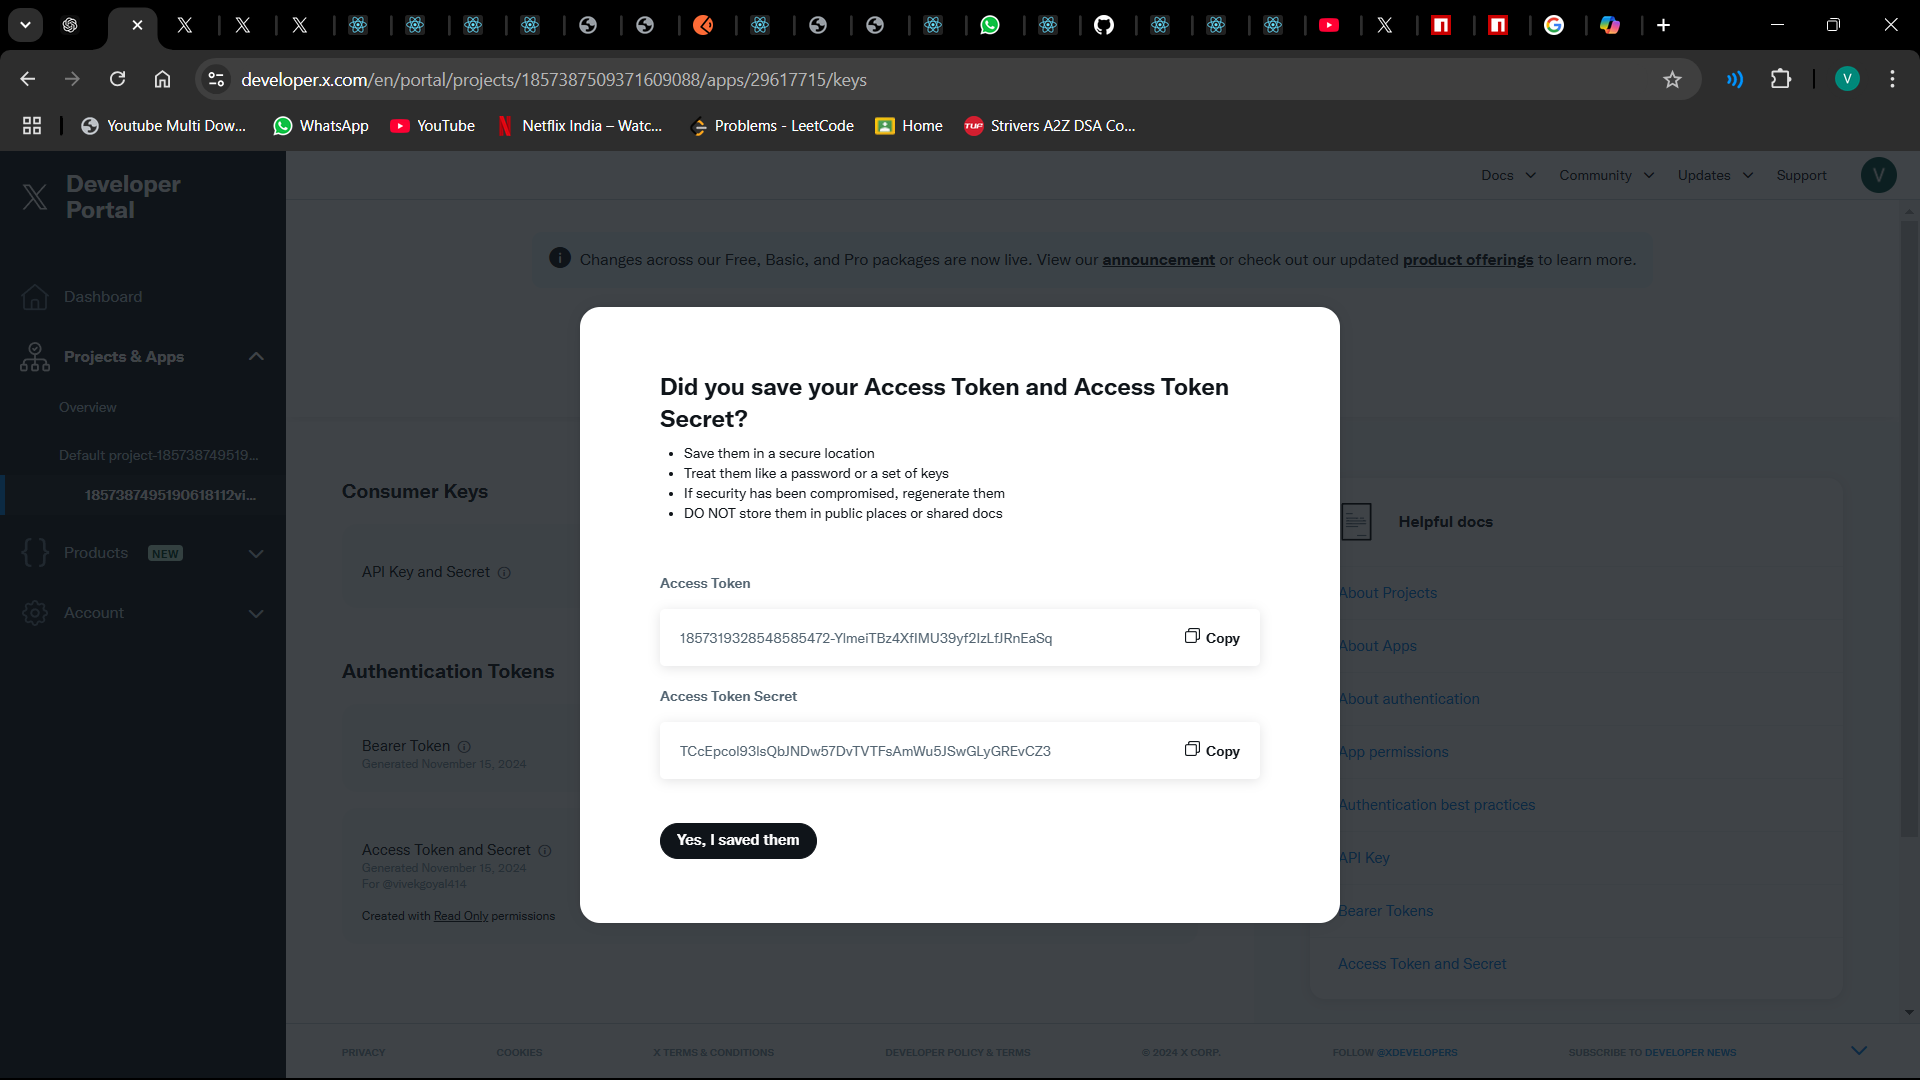 developer.x.com/en/portal/projects/1857387509371609088/apps/29617715/keys
V
Youtube Multi Dow...
WhatsApp
YouTube
Netflix India – Watc...
Problems - LeetCode
Home
TUF
Strivers A2Z DSA Co...
Developer
Portal
Docs
Community
Updates
Support
V
Changes across our Free, Basic, and Pro packages are now live. View our announcement or check out our updated product offerings to learn more.
Dashboard
Projects & Apps
Overview
Default project-185738749519...
1857387495190618112vi...
Products NEW
Account
Consumer Keys
API Key and Secret
Authentication Tokens
Bearer Token
Generated November 15, 2024
Access Token and Secret
Generated November 15, 2024
For @vivekgoyal414
Created with Read Only permissions
Did you save your Access Token and Access Token
Secret?
• Save them in a secure location
• Treat them like a password or a set of keys
• If security has been compromised, regenerate them
• DO NOT store them in public places or shared docs
Access Token
Copy
Access Token Secret
Copy
Yes, I saved them
Helpful docs
About Projects
About Apps
About authentication
App permissions
Authentication best practices
API Key
Bearer Tokens
Access Token and Secret
PRIVACY
COOKIES
X TERMS & CONDITIONS
DEVELOPER POLICY & TERMS
© 2024 X CORP.
FOLLOW @XDEVELOPERS
SUBSCRIBE TO DEVELOPER NEWS